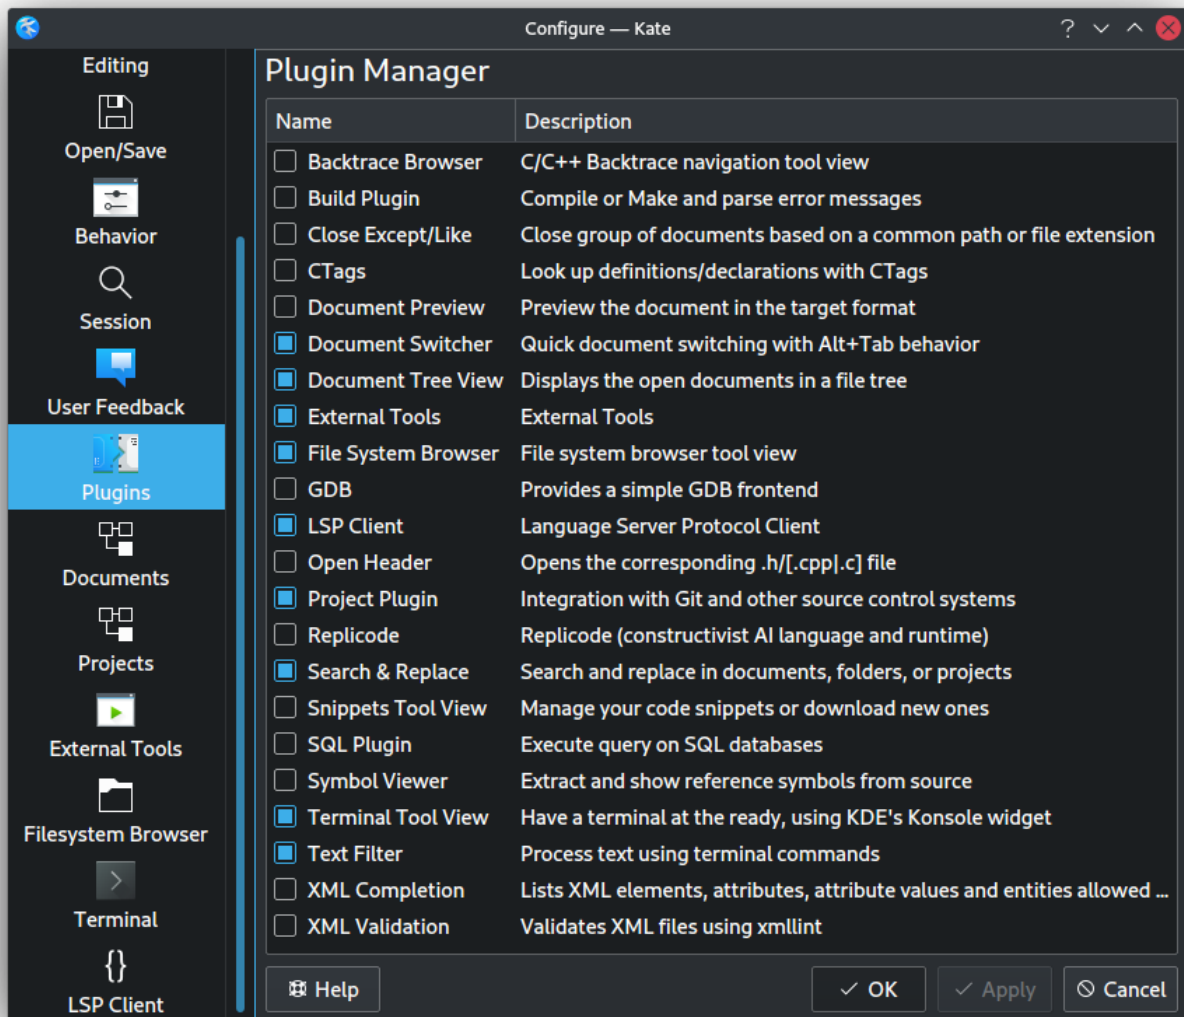 Configure — Kate
Editing
Open/Save
Behavior
Session
User Feedback
Plugins
Documents
Projects
External Tools
Filesystem Browser
Terminal
LSP Client
Plugin Manager
Name Description
Backtrace Browser C/C++ Backtrace navigation tool view
Build Plugin Compile or Make and parse error messages
Close Except/Like Close group of documents based on a common path or file extension
CTags Look up definitions/declarations with CTags
Document Preview Preview the document in the target format
Document Switcher Quick document switching with Alt+Tab behavior
Document Tree View Displays the open documents in a file tree
External Tools External Tools
File System Browser File system browser tool view
GDB Provides a simple GDB frontend
LSP Client Language Server Protocol Client
Open Header Opens the corresponding .h/[.cpp|.c] file
Project Plugin Integration with Git and other source control systems
Replicode Replicode (constructivist AI language and runtime)
Search & Replace Search and replace in documents, folders, or projects
Snippets Tool View Manage your code snippets or download new ones
SQL Plugin Execute query on SQL databases
Symbol Viewer Extract and show reference symbols from source
Terminal Tool View Have a terminal at the ready, using KDE's Konsole widget
Text Filter Process text using terminal commands
XML Completion Lists XML elements, attributes, attribute values and entities allowed ...
XML Validation Validates XML files using xmllint
Help OK Apply Cancel